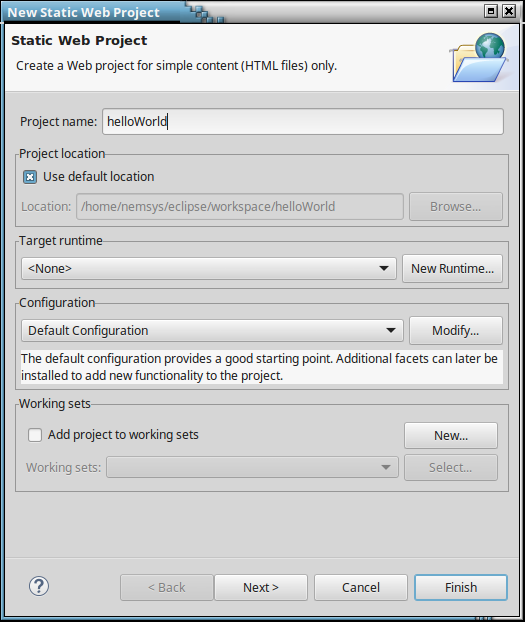 New Static Web Project
Static Web Project
Create a Web project for simple content (HTML files) only.
Project name: helloWorld
Project location
Use default location
Location: /home/nemsys/eclipse/workspace/helloWorld Browse...
Target runtime
<None> New Runtime...
Configuration
Default Configuration Modify...
The default configuration provides a good starting point. Additional facets can later be
installed to add new functionality to the project.
Working sets
Add project to working sets New...
Working sets: Select...
? < Back Next > Cancel Finish